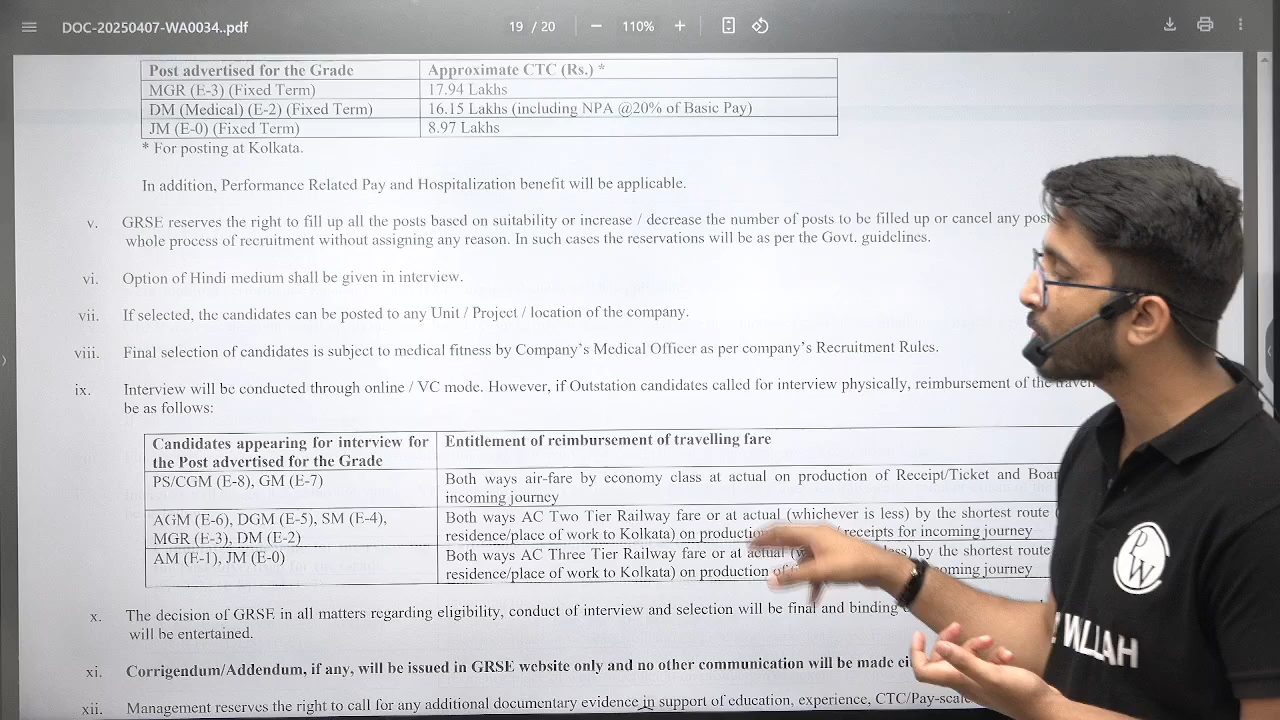 DOC-20250407-WA0034..pdf
19 / 20
110%
Post advertised for the Grade Approximate CTC (Rs.) *
MGR (E-3) (Fixed Term) 17.94 Lakhs
DM (Medical) (E-2) (Fixed Term) 16.15 Lakhs (including NPA @20% of Basic Pay)
JM (E-0) (Fixed Term) 8.97 Lakhs
* For posting at Kolkata.
In addition, Performance Related Pay and Hospitalization benefit will be applicable.
v. GRSE reserves the right to fill up all the posts based on suitability or increase / decrease the number of posts to be filled up or cancel any post
whole process of recruitment without assigning any reason. In such cases the reservations will be as per the Govt. guidelines.
vi. Option of Hindi medium shall be given in interview.
vii. If selected, the candidates can be posted to any Unit / Project / location of the company.
viii. Final selection of candidates is subject to medical fitness by Company's Medical Officer as per company's Recruitment Rules.
ix. Interview will be conducted through online / VC mode. However, if Outstation candidates called for interview physically, reimbursement of the
be as follows:
Candidates appearing for interview for
the Post advertised for the Grade
Entitlement of reimbursement of travelling fare
PS/CGM (E-8), GM (E-7)
Both ways air-fare by economy class at actual on production of Receipt/Ticket and
incoming journey
AGM (E-6), DGM (E-5), SM (E-4),
MGR (E-3), DM (E-2)
Both ways AC Two Tier Railway fare or at actual (whichever is less) by the shortest route
residence/place of work to Kolkata) on receipts for incoming journey
AM (E-1), JM (E-0)
Both ways AC Three Tier Railway fare or at actual by the shortest route
residence/place of work to Kolkata) on production of journey
x. The decision of GRSE in all matters regarding eligibility, conduct of interview and selection will be final and binding
will be entertained.
xi. Corrigendum/Addendum, if any, will be issued in GRSE website only and no other communication will be made
xii. Management reserves the right to call for any additional documentary evidence in support of education, experience,
PW
WALLAH